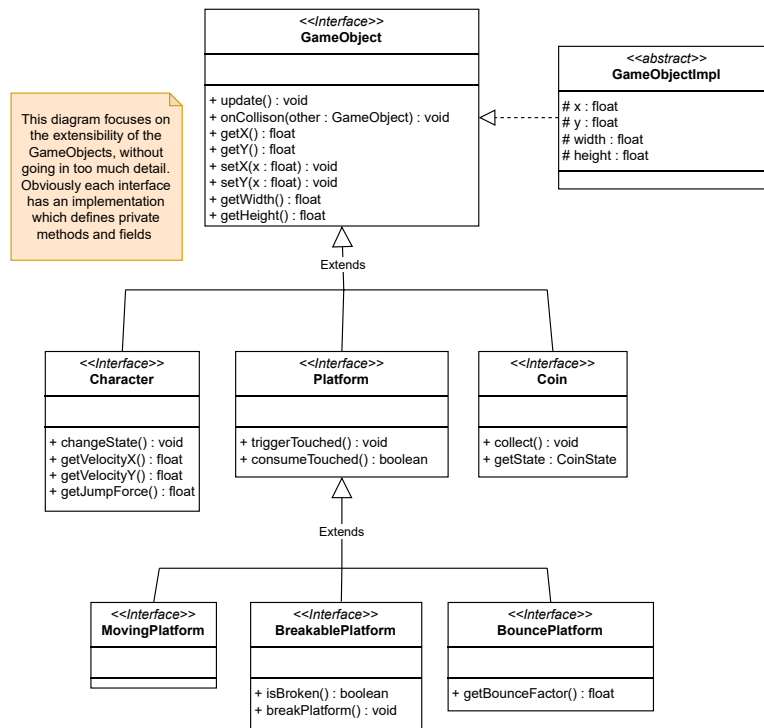 <<Interface>>
GameObject
+ update() : void
+ onCollison(other : GameObject) : void
+ getX() : float
+ getY() : float
+ setX(x : float) : void
+ setY(x : float) : void
+ getWidth() : float
+ getHeight() : float
<<abstract>>
GameObjectImpl
# x : float
# y : float
# width : float
# height : float
This diagram focuses on
the extensibility of the
GameObjects, without
going in too much detail.
Obviously each interface
has an implementation
which defines private
methods and fields
Extends
<<Interface>>
Character
+ changeState() : void
+ getVelocityX() : float
+ getVelocityY() : float
+ getJumpForce() : float
<<Interface>>
Platform
+ triggerTouched() : void
+ consumeTouched() : boolean
<<Interface>>
Coin
+ collect() : void
+ getState : CoinState
Extends
<<Interface>>
MovingPlatform
<<Interface>>
BreakablePlatform
+ isBroken() : boolean
+ breakPlatform() : void
<<Interface>>
BouncePlatform
+ getBounceFactor() : float